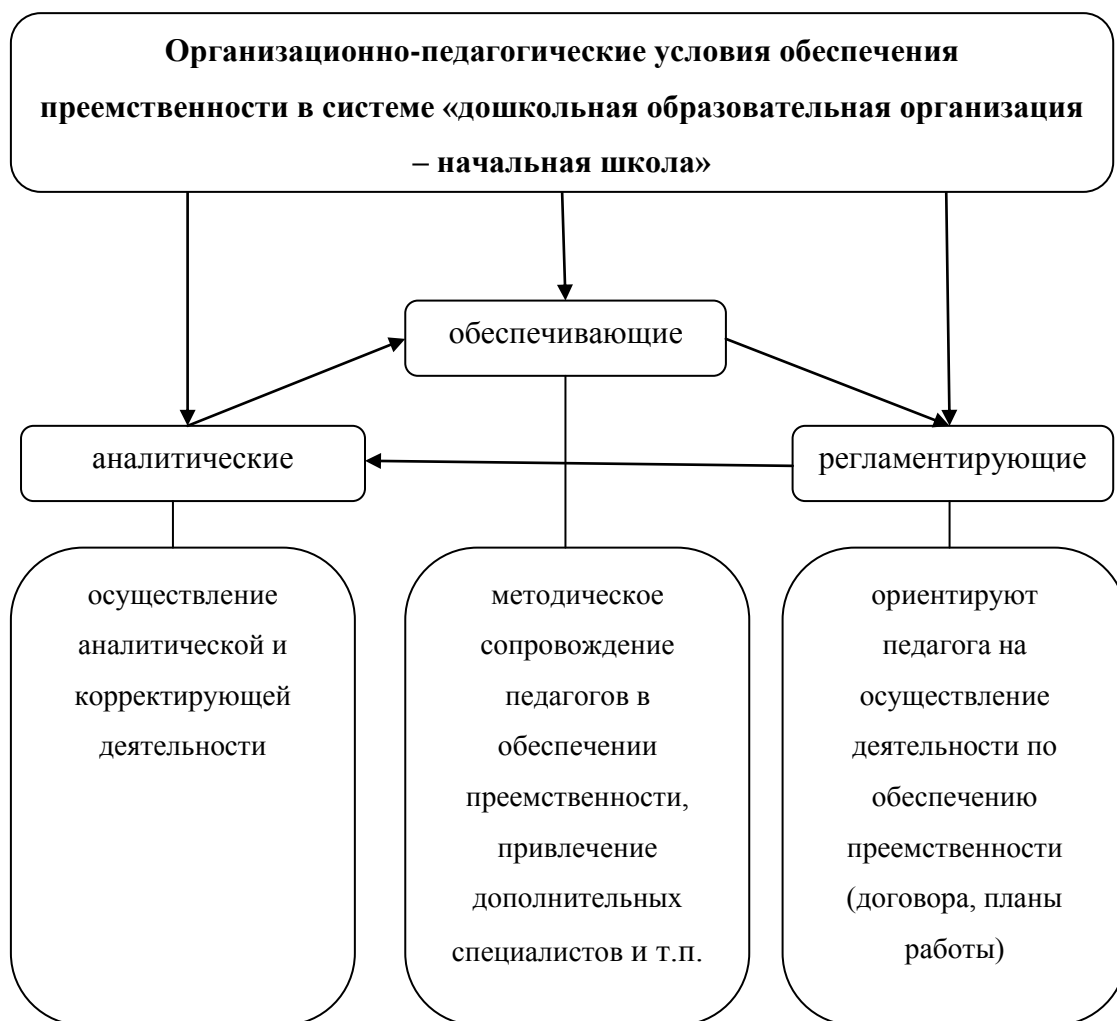 Организационно-педагогические условия обеспечения
преемственности в системе «дошкольная образовательная организация
– начальная школа»
обеспечивающие
аналитические
регламентирующие
осуществление
аналитической и
корректирующей
деятельности
методическое
сопровождение
педагогов в
обеспечении
преемственности,
привлечение
дополнительных
специалистов и т.п.
ориентируют
педагога на
осуществление
деятельности по
обеспечению
преемственности
(договора, планы
работы)